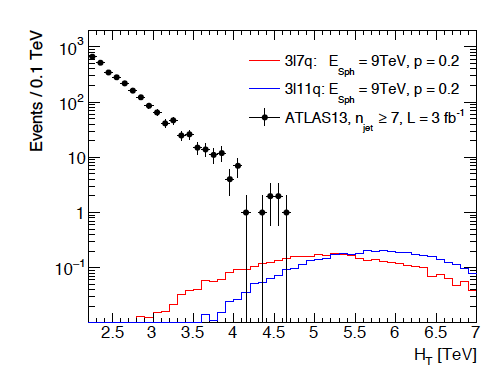 Events / 0.1 TeV
10³
10²
10
1
10⁻¹
3l7q: E_Sph = 9TeV, p = 0.2
3l11q: E_Sph = 9TeV, p = 0.2
ATLAS13, n_jet ≥ 7, L = 3 fb⁻¹
2.5 3 3.5 4 4.5 5 5.5 6 6.5 7
H_T [TeV]